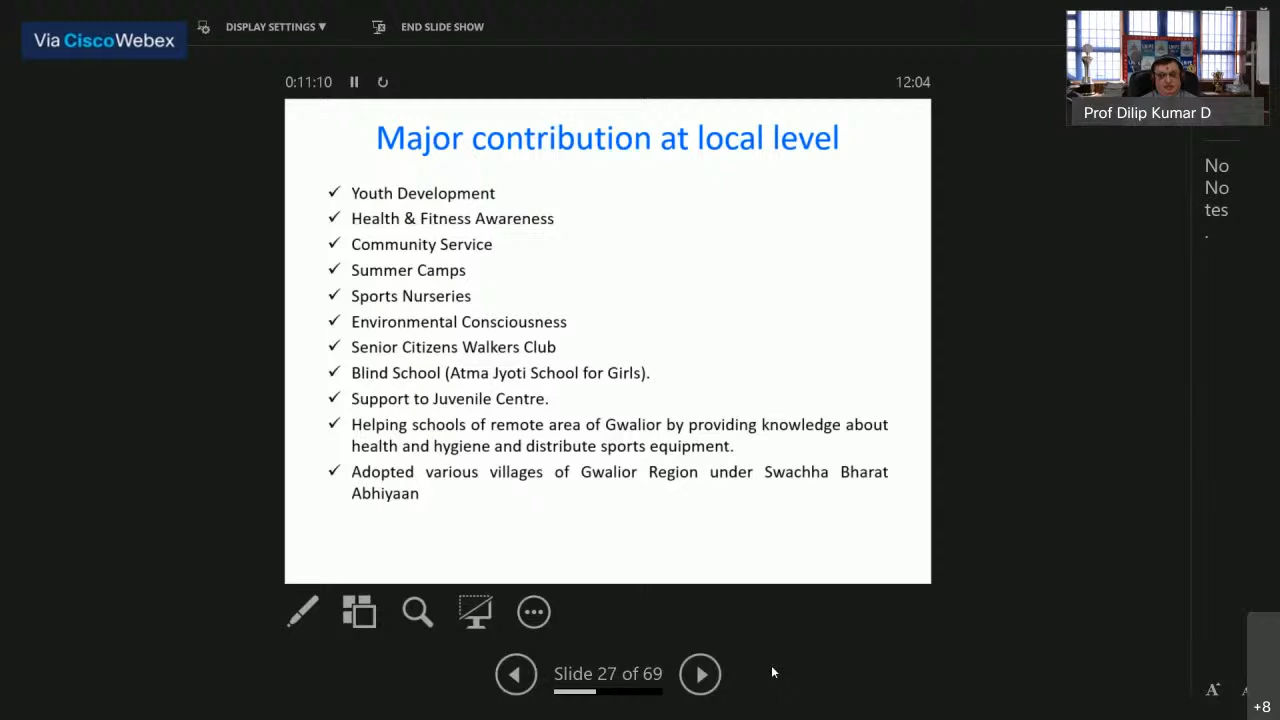 Via CiscoWebex
DISPLAY SETTINGS ▼
END SLIDE SHOW
Prof Dilip Kumar D
0:11:10
12:04
Major contribution at local level
✓ Youth Development
✓ Health & Fitness Awareness
✓ Community Service
✓ Summer Camps
✓ Sports Nurseries
✓ Environmental Consciousness
✓ Senior Citizens Walkers Club
✓ Blind School (Atma Jyoti School for Girls).
✓ Support to Juvenile Centre.
✓ Helping schools of remote area of Gwalior by providing knowledge about
health and hygiene and distribute sports equipment.
✓ Adopted various villages of Gwalior Region under Swachha Bharat
Abhiyaan
No
No
tes
.
Slide 27 of 69
A
+8